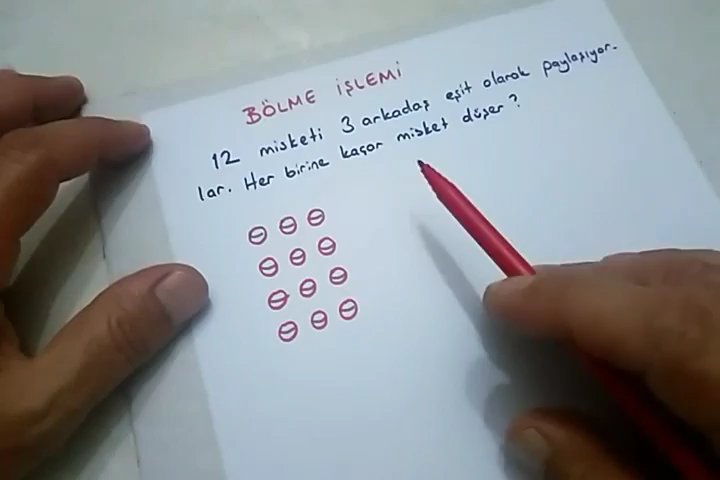 BÖLME İŞLEMİ
12 misketi 3 arkadaş eşit olarak paylaşıyor-
lar. Her birine kaçar misket düşer?